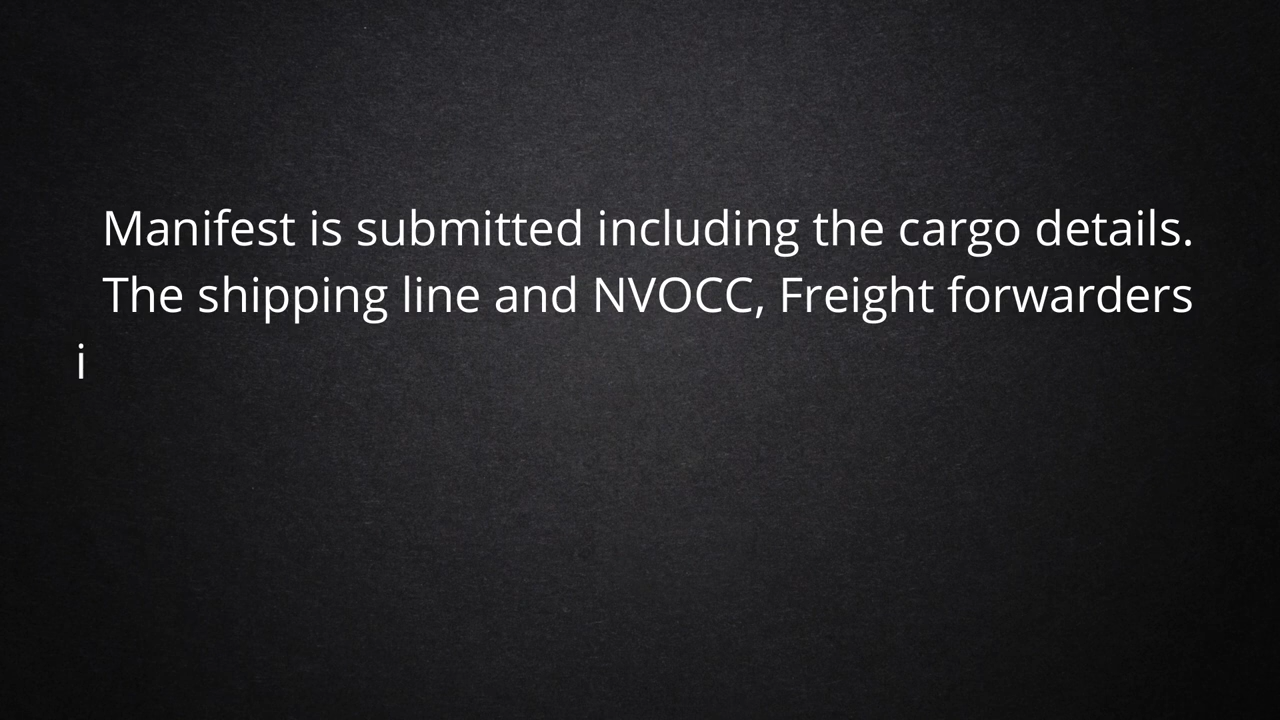 Manifest is submitted including the cargo details.
The shipping line and NVOCC, Freight forwarders
i